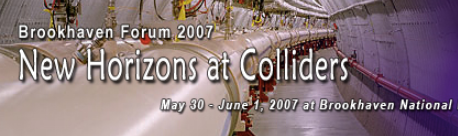 Brookhaven Forum 2007
New Horizons at Colliders
May 30 - June 1, 2007 at Brookhaven National